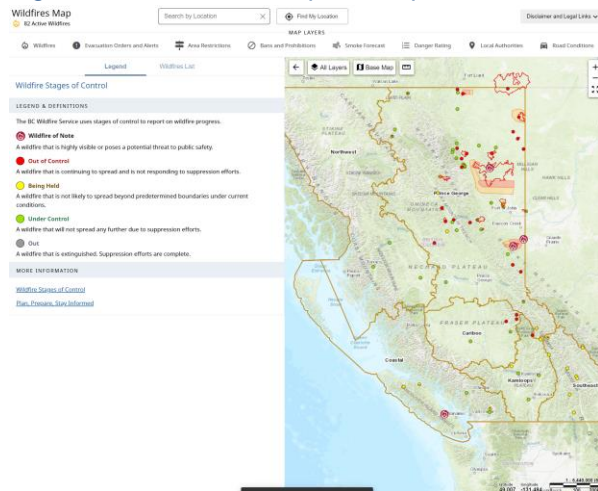 Wildfires Map
82 Active Wildfires
Search by Location
Find My Location
Disclaimer and Legal Links
MAP LAYERS
Wildfires
Evacuation Orders and Alerts
Area Restrictions
Bans and Prohibitions
Smoke Forecast
Danger Rating
Local Authorities
Road Conditions
Legend
Wildfires List
Wildfire Stages of Control
LEGEND & DEFINITIONS
The BC Wildfire Service uses stages of control to report on wildfire progress.
Wildfire of Note
A wildfire that is highly visible or poses a potential threat to public safety.
Out of Control
A wildfire that is continuing to spread and is not responding to suppression efforts.
Being Held
A wildfire that is not likely to spread beyond predetermined boundaries under current
conditions.
Under Control
A wildfire that will not spread any further due to suppression efforts.
Out
A wildfire that is extinguished. Suppression efforts are complete.
MORE INFORMATION
Wildfire Stages of Control
Plan, Prepare, Stay Informed
All Layers
Base Map
Northwest
Prince George
NECHAKO PLATEAU
FRASER PLATEAU
Cariboo
Coastal
Kamloops
Southeast